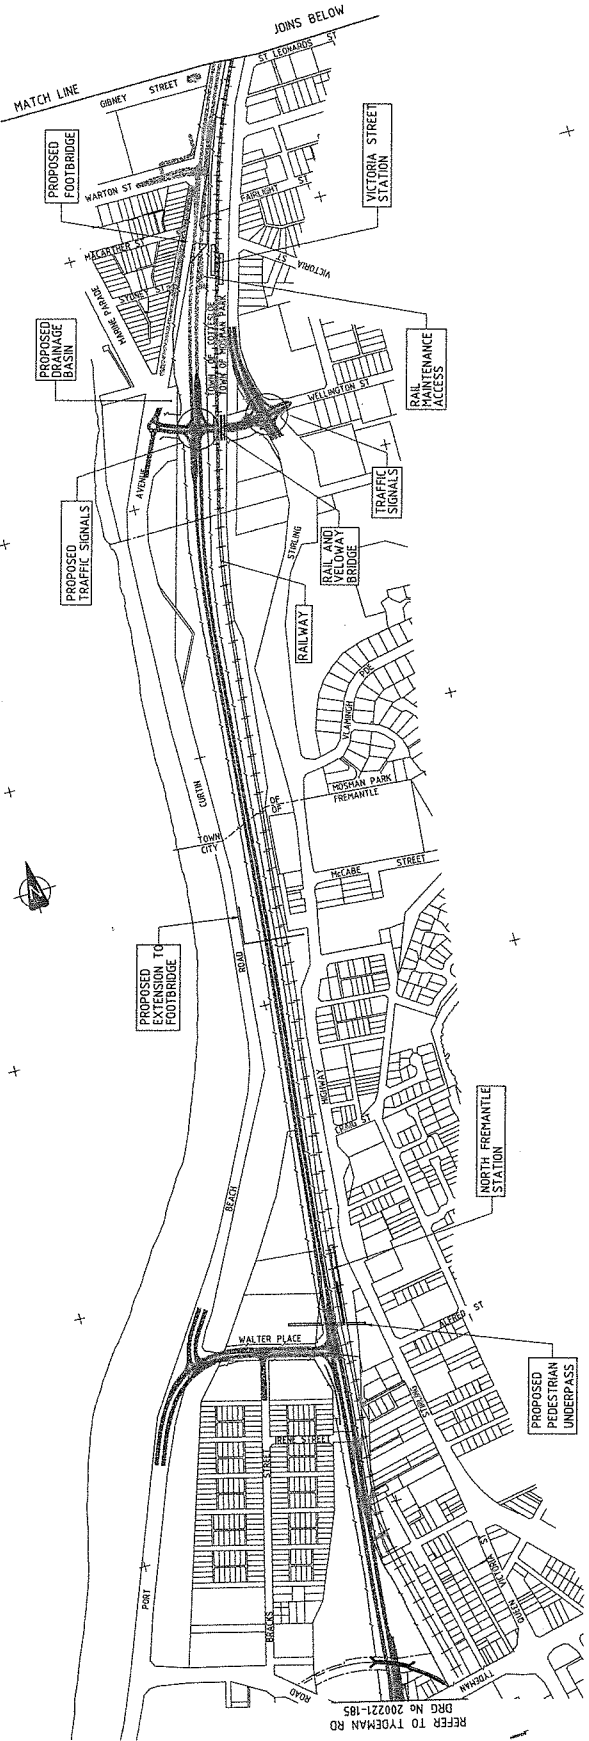 JOINS BELOW
MATCH LINE
ST LEONARDS ST
GIBNEY STREET
PROPOSED
FOOTBRIDGE
WARTON ST
VICTORIA STREET
STATION
FAIRLIGHT ST
MACARTHER ST
VICTORIA ST
SYDNEY ST
MARINE PARADE
TOWN OF COTTESLOE
TOWN OF MOSMAN PARK
PROPOSED
DRAINAGE
BASIN
RAIL
MAINTENANCE
ACCESS
WELLINGTON ST
AVENUE
PROPOSED
TRAFFIC SIGNALS
TRAFFIC
SIGNALS
STIRLING
RAIL AND
VELOWAY
BRIDGE
RAILWAY
VLAMINGH PDE
CURTIN
MOSMAN PARK
FREMANTLE
OF
OF
TOWN
CITY
McCABE STREET
PROPOSED
EXTENSION TO
FOOTBRIDGE
ROAD
HIGHWAY
CRAIG ST
NORTH FREMANTLE
STATION
BEACH
ALFRED ST
WALTER PLACE
PROPOSED
PEDESTRIAN
UNDERPASS
STIRLING
IRENE STREET
STREET
QUEEN VICTORIA ST
PORT
BRACKS
ROAD
TYDEMAN
REFER TO TYDEMAN RD
DRG No 200221-185
N